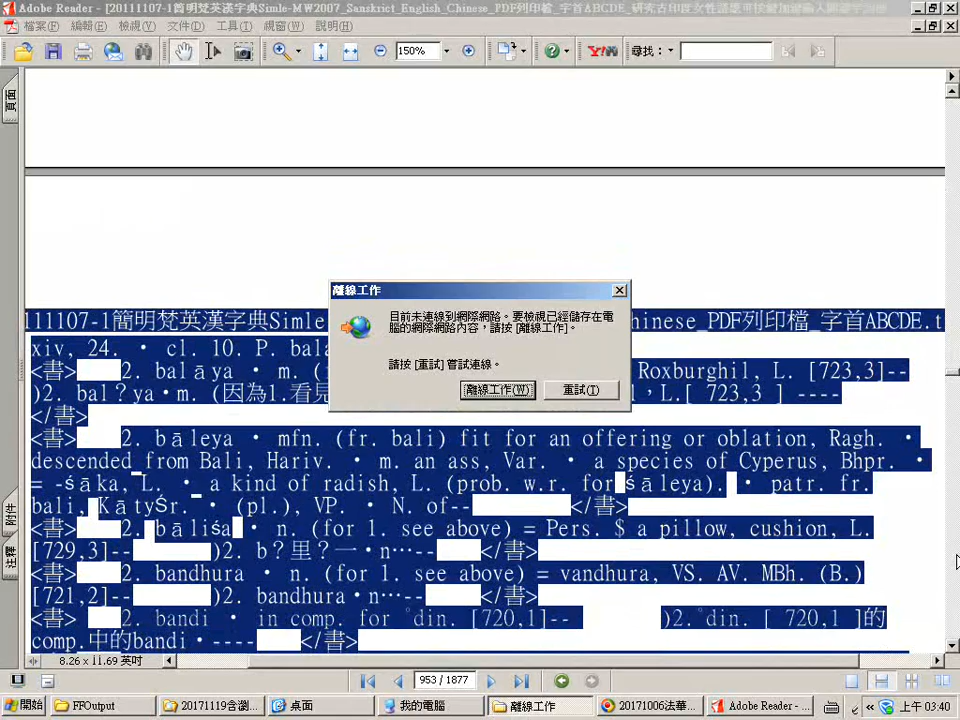 Adobe Reader - [20111107-1簡明梵英漢字典Simle-MW2007_Sanskrit_English_Chinese_PDF列印檔_字首ABCDE_研究古印度女性
檔案(F) 編輯(E) 檢視(V) 文件(D) 工具(T) 視窗(W) 說明(H)
150% 尋找:
頁面
附件
注釋
111107-1簡明梵英漢字典Simle
hinese_PDF列印檔_字首ABCDE.t
xiv, 24. • cl. 10. P. bala
<書> 2. balāya • m. (
Roxburghil, L. [723,3]--
)2. bal？ya•m. (因為1.看見
，L.[ 723,3 ] ----
</書>
<書> 2. bāleya • mfn. (fr. bali) fit for an offering or oblation, Ragh. •
descended from Bali, Hariv. • m. an ass, Var. • a species of Cyperus, Bhpr. •
= -śāka, L. • a kind of radish, L. (prob. w.r. for śāleya). • patr. fr.
bali, KātyŚr. • (pl.), VP. • N. of-- </書>
<書> 2. bāliśa • n. (for 1. see above) = Pers. $ a pillow, cushion, L.
[729,3]-- )2. b？里？一•n…-- </書>
<書> 2. bandhura • n. (for 1. see above) = vandhura, VS. AV. MBh. (B.)
[721,2]-- )2. bandhura•n…-- </書>
<書> 2. bandi • in comp. for °din. [720,1]-- )2.°din. [ 720,1 ]的
comp.中的bandi•---- </書>
離線工作
目前未連線到網際網路。要檢視已經儲存在電
腦的網際網路內容，請按 [離線工作]。
請按 [重試] 嘗試連線。
離線工作(W) 重試(T)
8.26 x 11.69 英吋
953 / 1877
開始 FFOutput 20171119含瀏... 桌面 我的電腦 離線工作 20171006法華... Adobe Reader - ... 上午 03:40